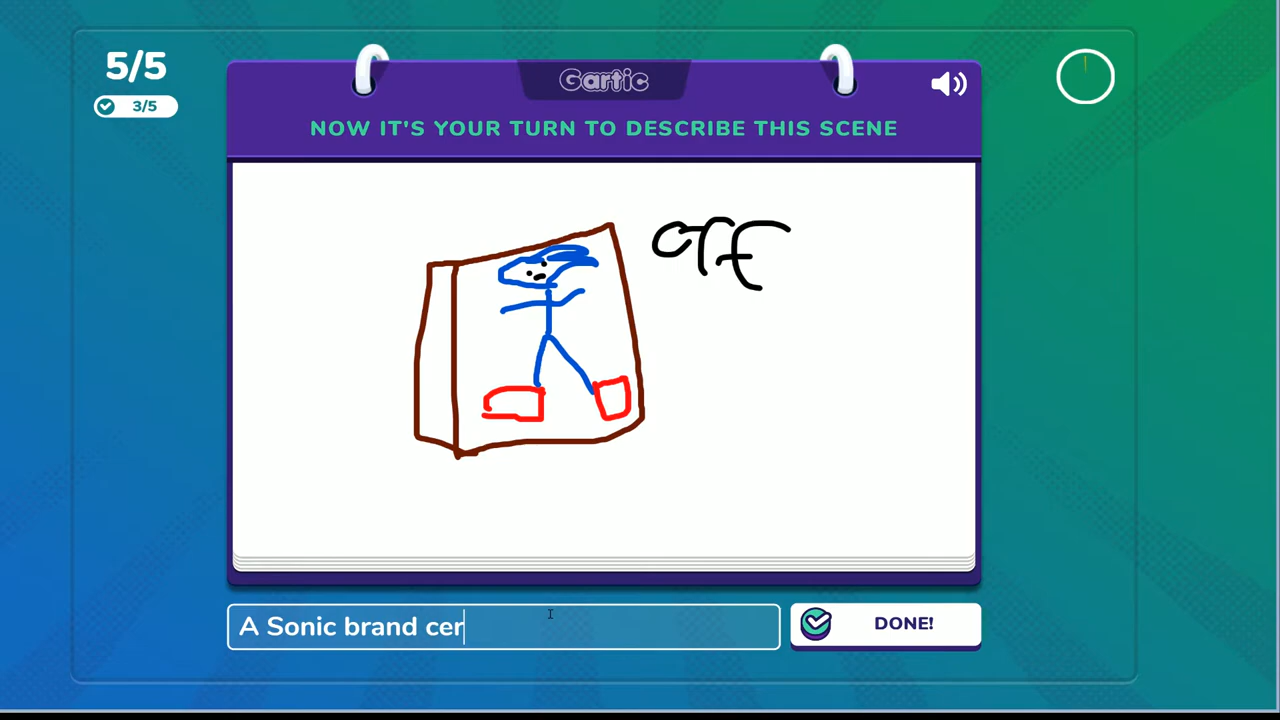 5/5
3/5
Gartic
NOW IT'S YOUR TURN TO DESCRIBE THIS SCENE
A Sonic brand cer
DONE!